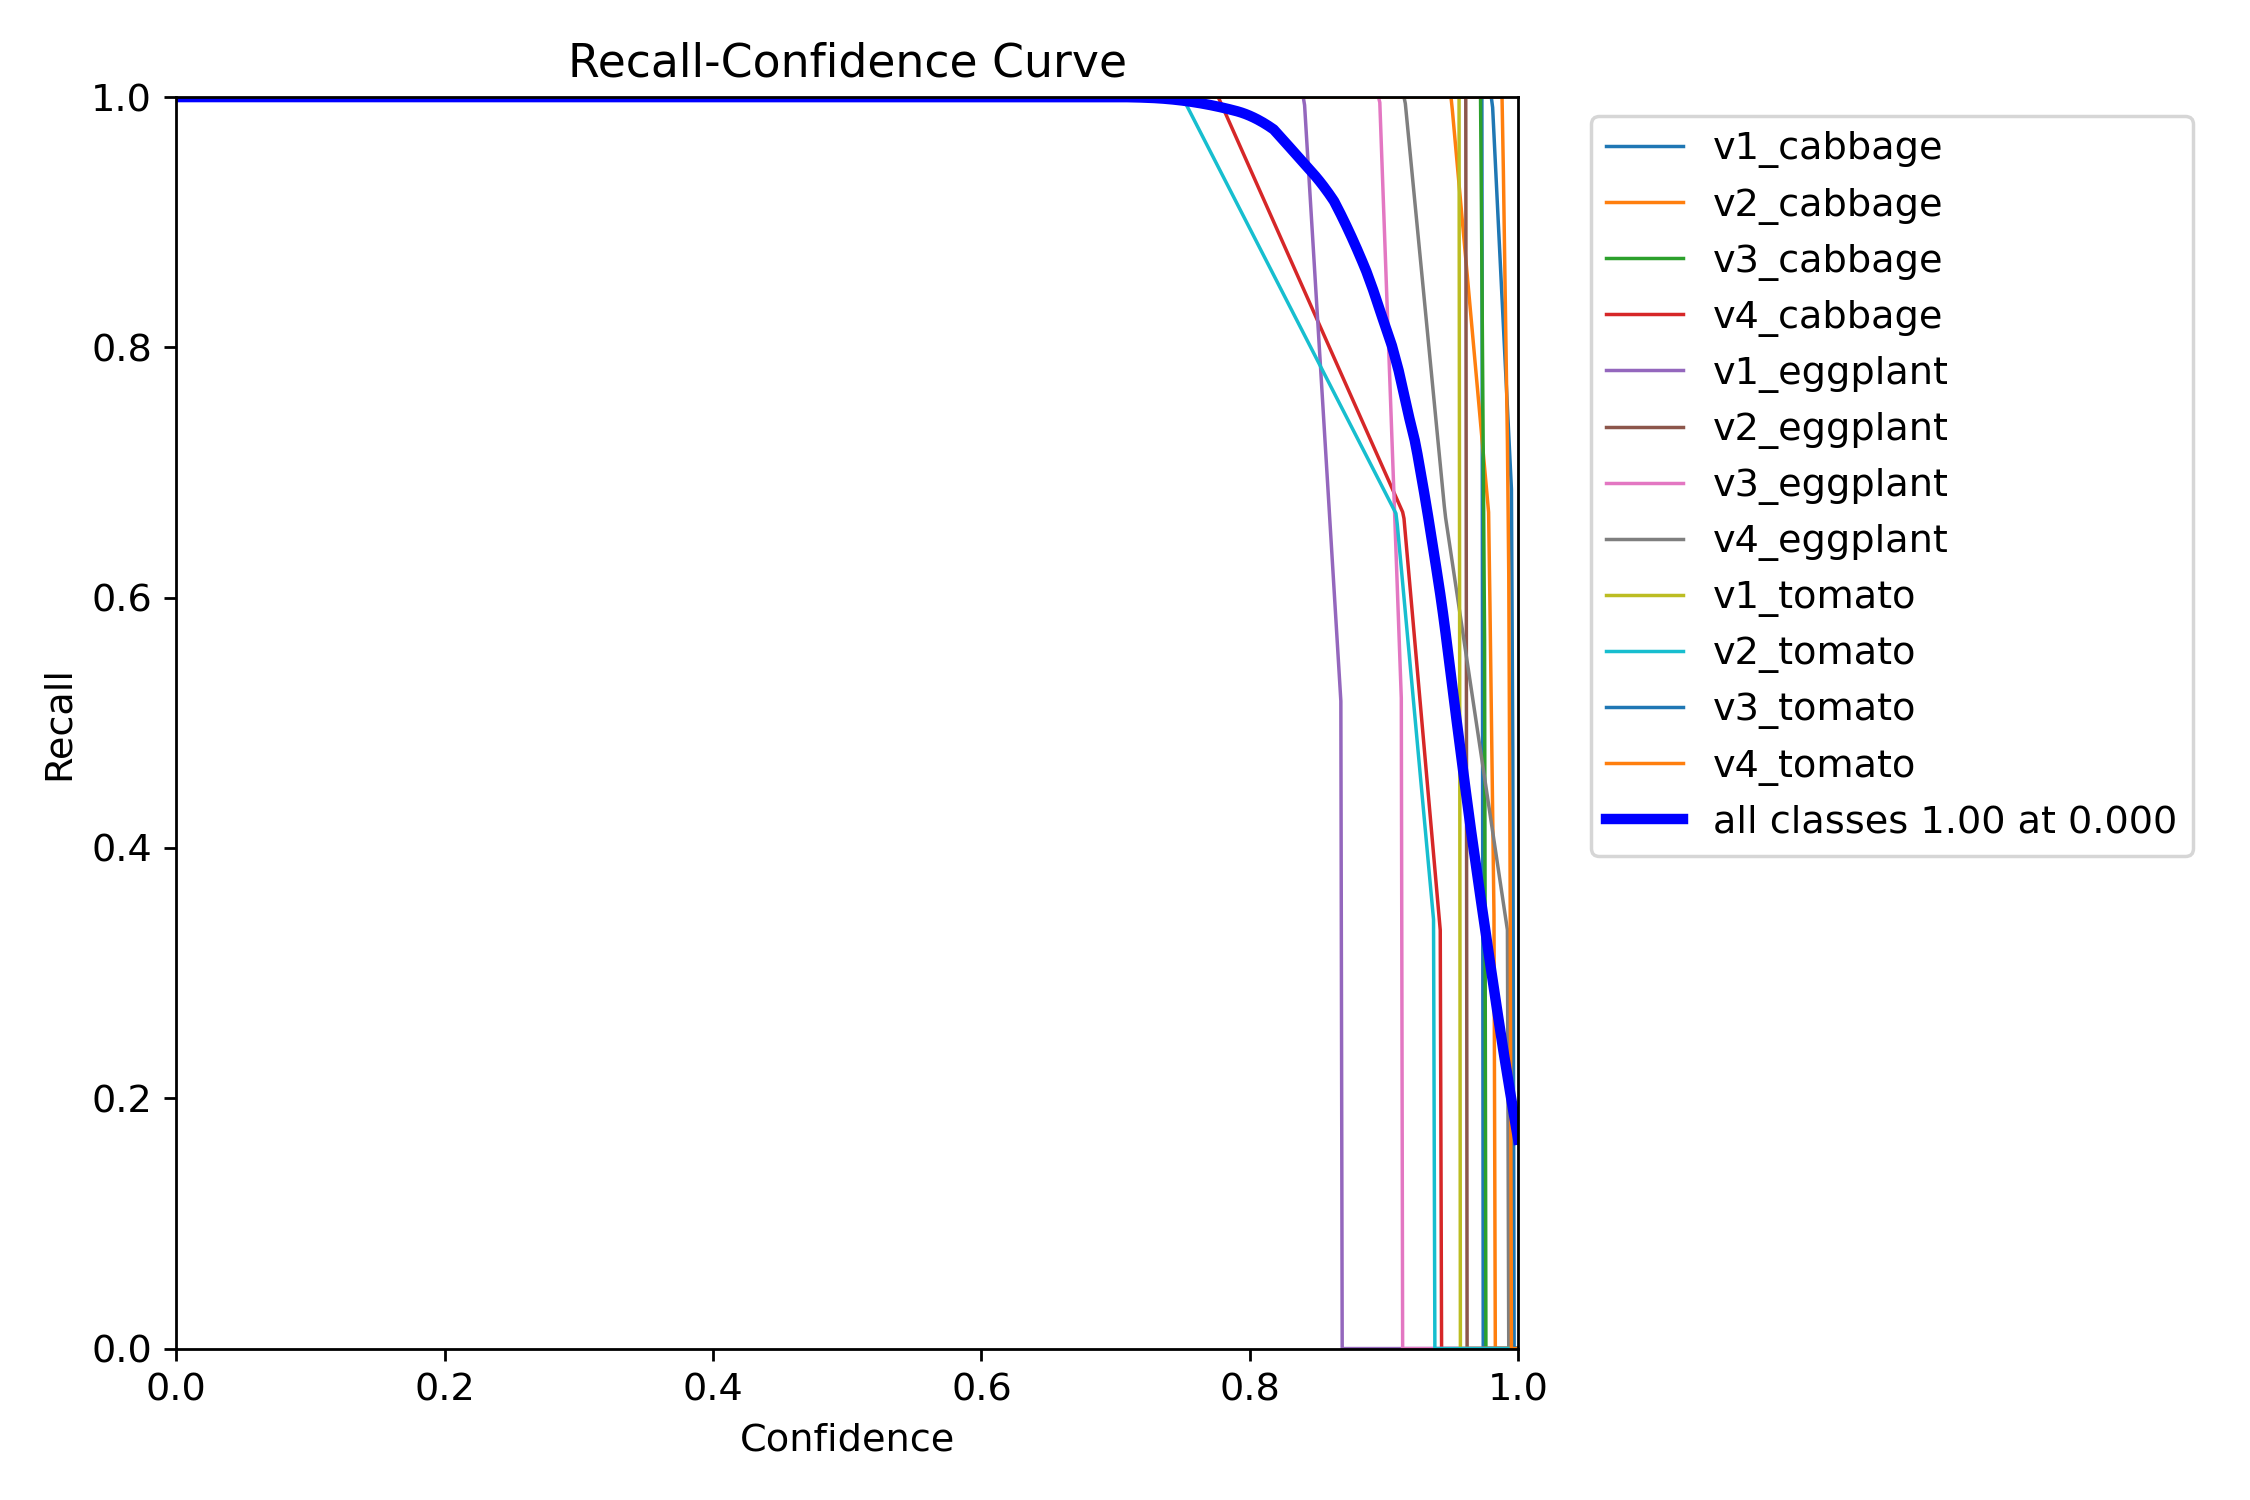 Recall-Confidence Curve
1.0
0.8
0.6
0.4
0.2
0.0
Recall
0.0 0.2 0.4 0.6 0.8 1.0
Confidence
v1_cabbage
v2_cabbage
v3_cabbage
v4_cabbage
v1_eggplant
v2_eggplant
v3_eggplant
v4_eggplant
v1_tomato
v2_tomato
v3_tomato
v4_tomato
all classes 1.00 at 0.000